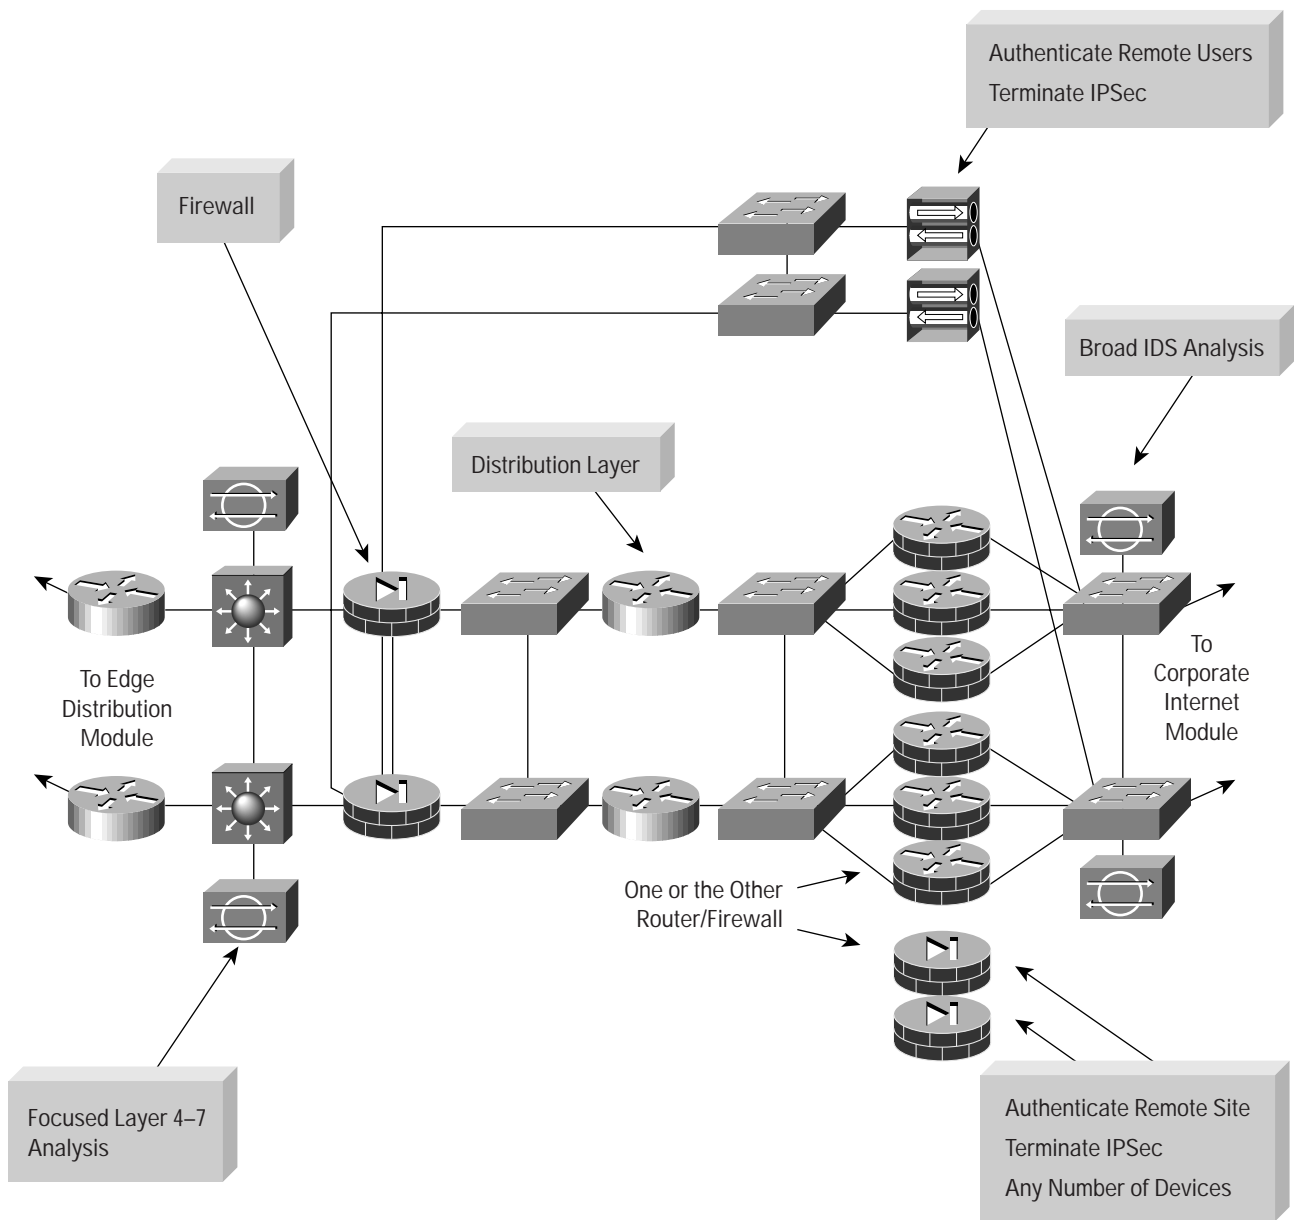 Authenticate Remote Users
Terminate IPSec
Firewall
Broad IDS Analysis
Distribution Layer
To Edge
Distribution
Module
To
Corporate
Internet
Module
One or the Other
Router/Firewall
Focused Layer 4–7
Analysis
Authenticate Remote Site
Terminate IPSec
Any Number of Devices